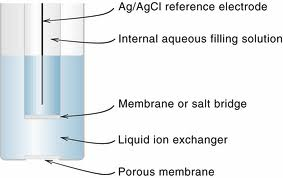 Ag/AgCl reference electrode
Internal aqueous filling solution
Membrane or salt bridge
Liquid ion exchanger
Porous membrane